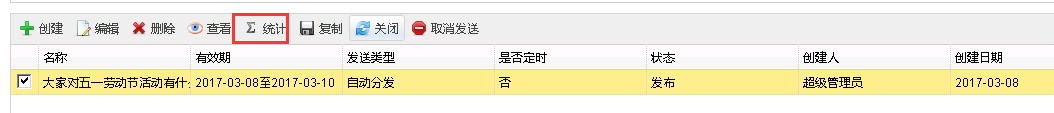 创建 编辑 删除 查看 Σ 统计 复制 关闭 取消发送
名称 有效期 发送类型 是否定时 状态 创建人 创建日期
大家对五一劳动节活动有什 2017-03-08至2017-03-10 自动分发 否 发布 超级管理员 2017-03-08